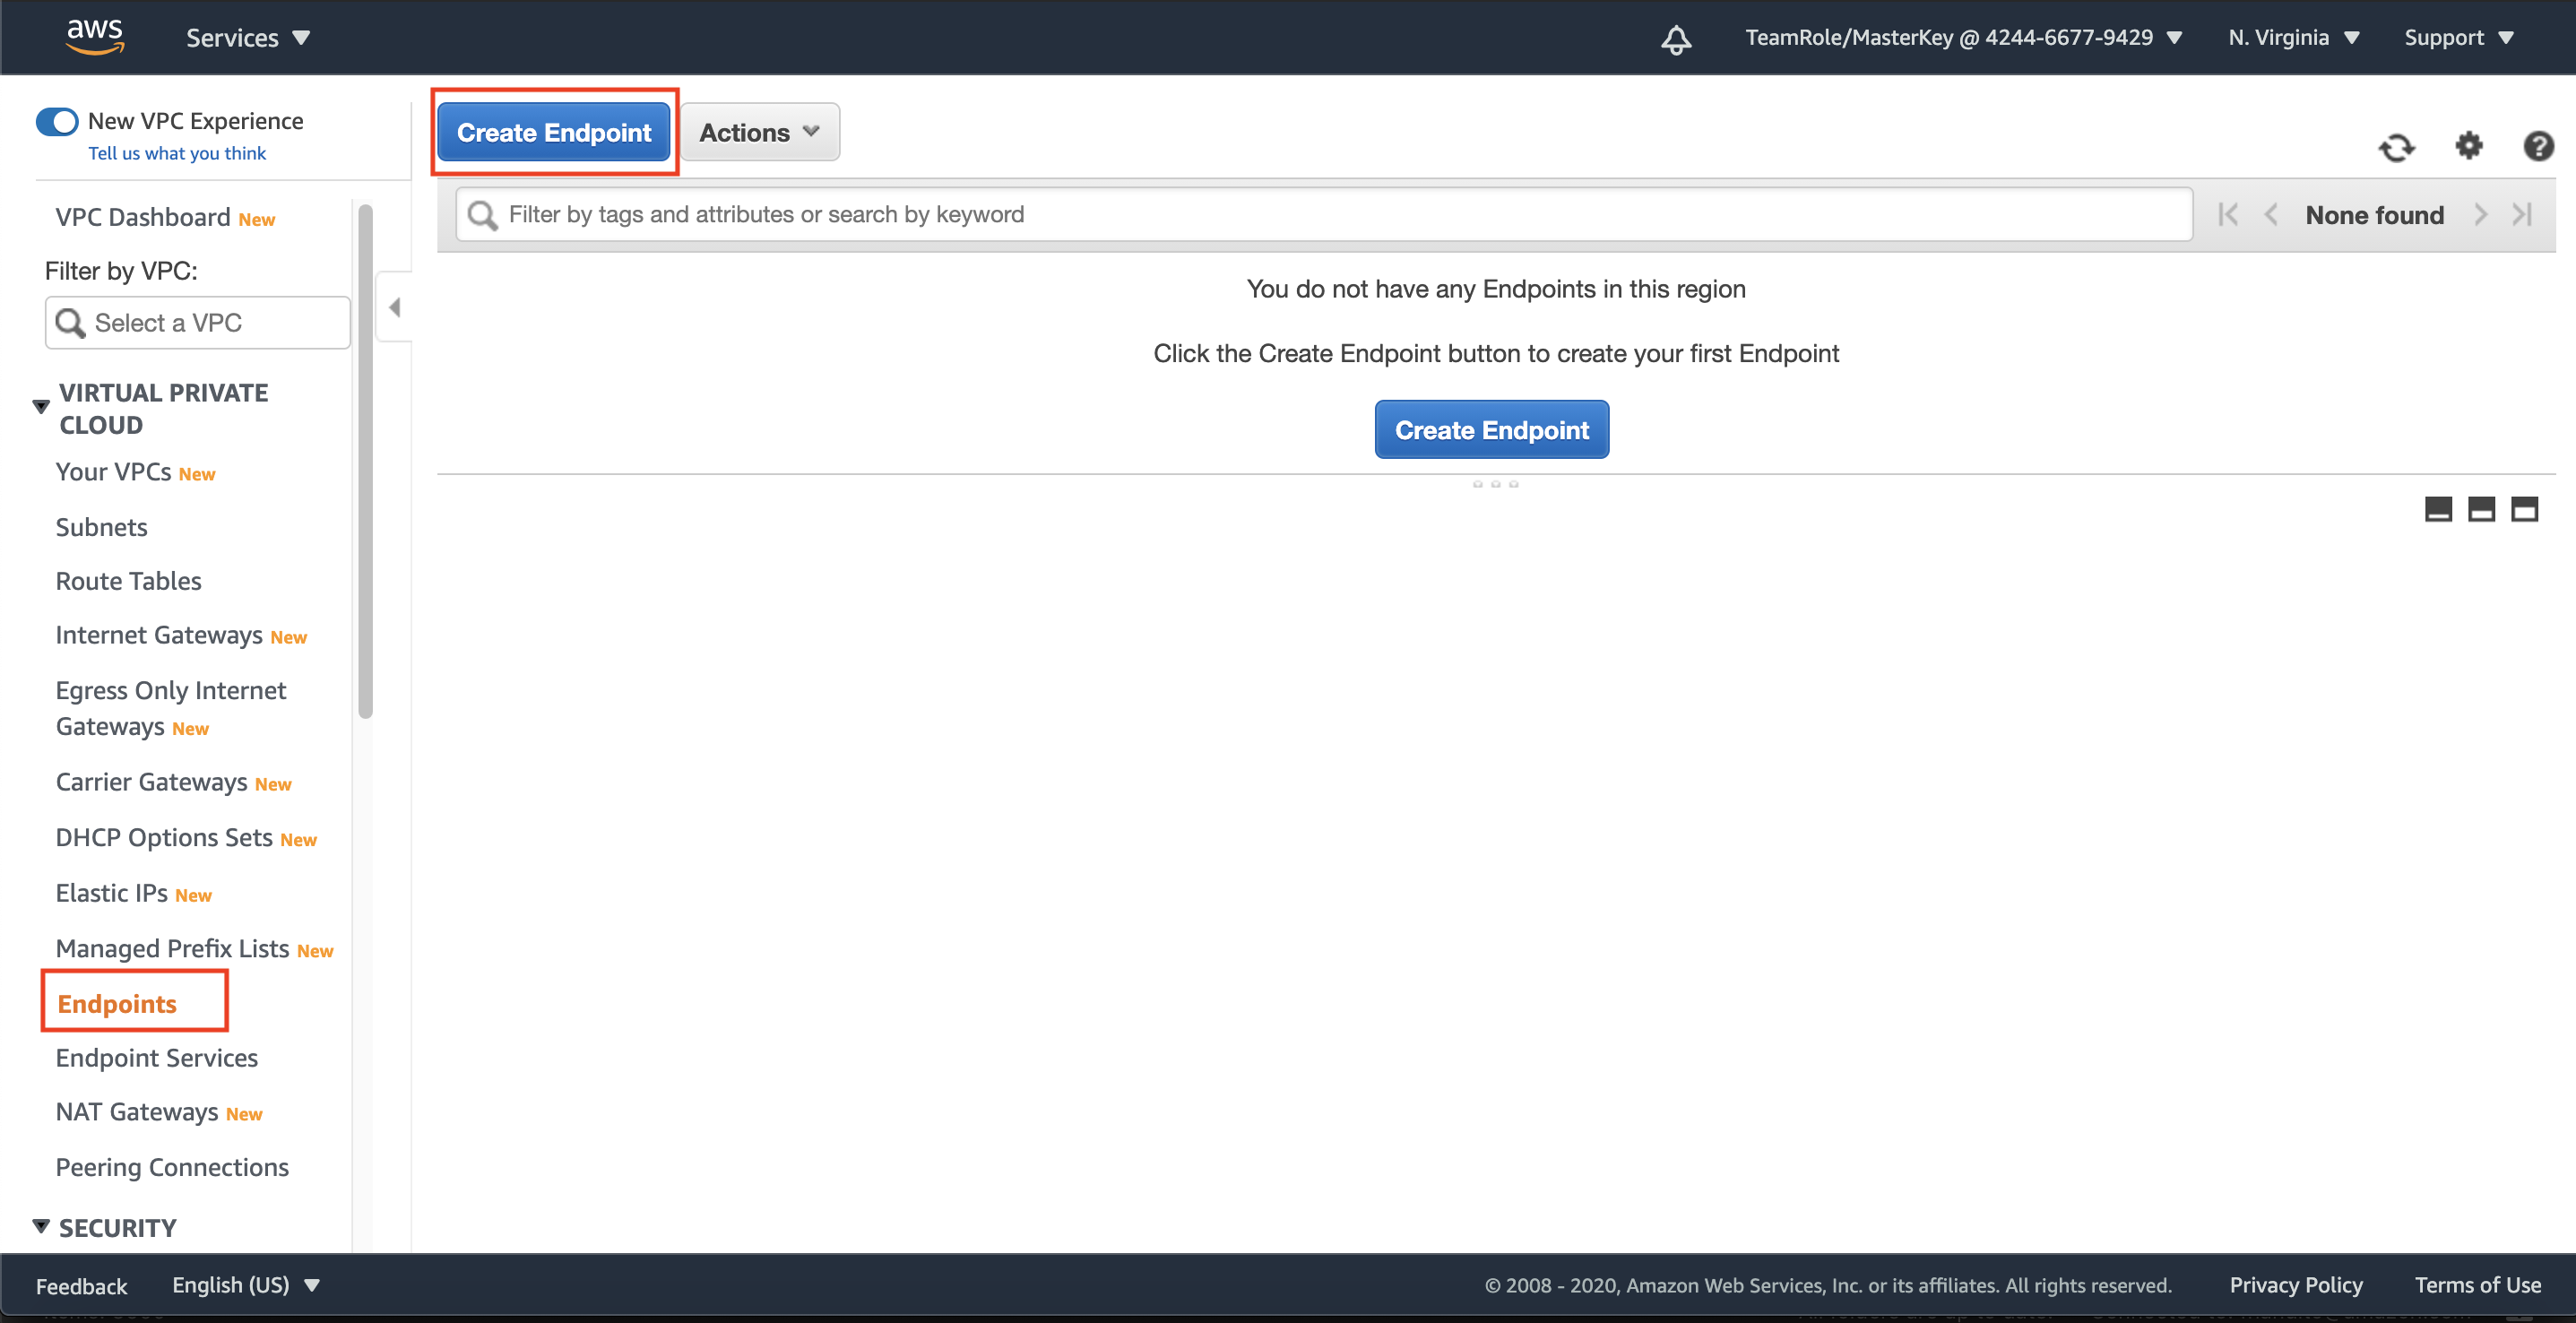 aws
Services
TeamRole/MasterKey @ 4244-6677-9429
N. Virginia
Support
New VPC Experience
Tell us what you think
VPC Dashboard New
Filter by VPC:
Select a VPC
VIRTUAL PRIVATE
CLOUD
Your VPCs New
Subnets
Route Tables
Internet Gateways New
Egress Only Internet
Gateways New
Carrier Gateways New
DHCP Options Sets New
Elastic IPs New
Managed Prefix Lists New
Endpoints
Endpoint Services
NAT Gateways New
Peering Connections
SECURITY
Create Endpoint
Actions
Filter by tags and attributes or search by keyword
None found
You do not have any Endpoints in this region
Click the Create Endpoint button to create your first Endpoint
Create Endpoint
Feedback
English (US)
© 2008 - 2020, Amazon Web Services, Inc. or its affiliates. All rights reserved.
Privacy Policy
Terms of Use